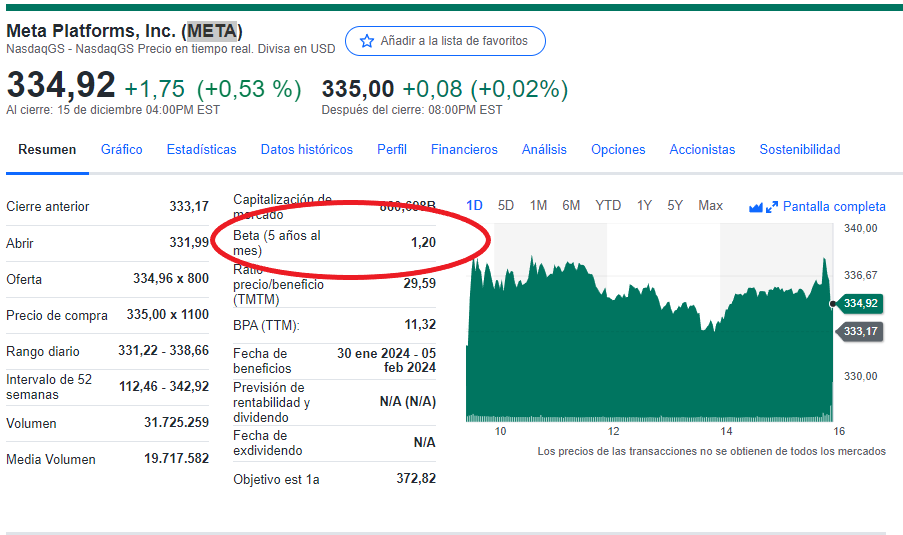 Meta Platforms, Inc. (META)
NasdaqGS - NasdaqGS Precio en tiempo real. Divisa en USD
Añadir a la lista de favoritos
334,92 +1,75 (+0,53 %)
335,00 +0,08 (+0,02%)
Al cierre: 15 de diciembre 04:00PM EST
Después del cierre: 08:00PM EST
Resumen Gráfico Estadísticas Datos históricos Perfil Financieros Análisis Opciones Accionistas Sostenibilidad
Cierre anterior 333,17
Abrir 331,99
Oferta 334,96 x 800
Precio de compra 335,00 x 1100
Rango diario 331,22 - 338,66
Intervalo de 52
semanas 112,46 - 342,92
Volumen 31.725.259
Media Volumen 19.717.582
Capitalización de
mercado
Beta (5 años al
mes) 1,20
Ratio
precio/beneficio
(TMTM) 29,59
BPA (TTM): 11,32
Fecha de
beneficios
30 ene 2024 - 05
feb 2024
Previsión de
rentabilidad y
dividendo
N/A (N/A)
Fecha de
exdividendo N/A
Objetivo est 1a 372,82
1D 5D 1M 6M YTD 1Y 5Y Max Pantalla completa
340,00
336,67
334,92
333,17
330,00
10 12 14 16
Los precios de las transacciones no se obtienen de todos los mercados